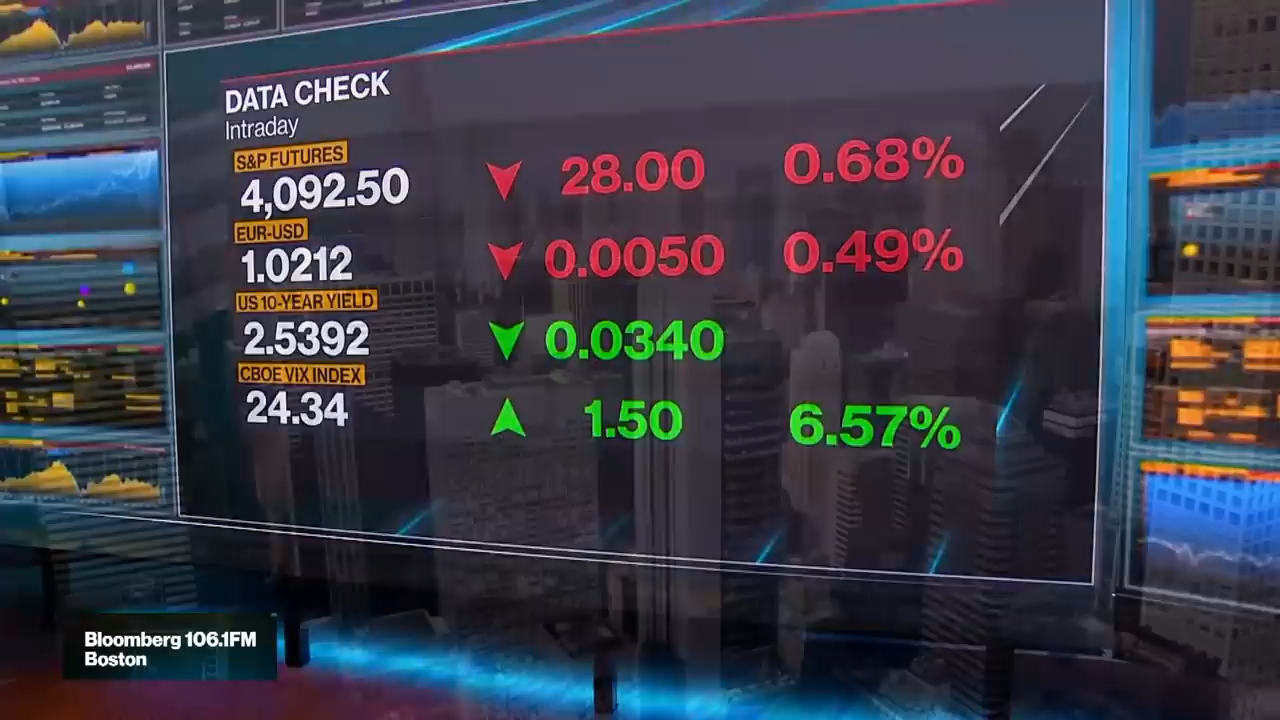 DATA CHECK
Intraday
S&P FUTURES
4,092.50 28.00 0.68%
EUR-USD
1.0212 0.0050 0.49%
US 10-YEAR YIELD
2.5392 0.0340
CBOE VIX INDEX
24.34 1.50 6.57%
Bloomberg 106.1FM
Boston